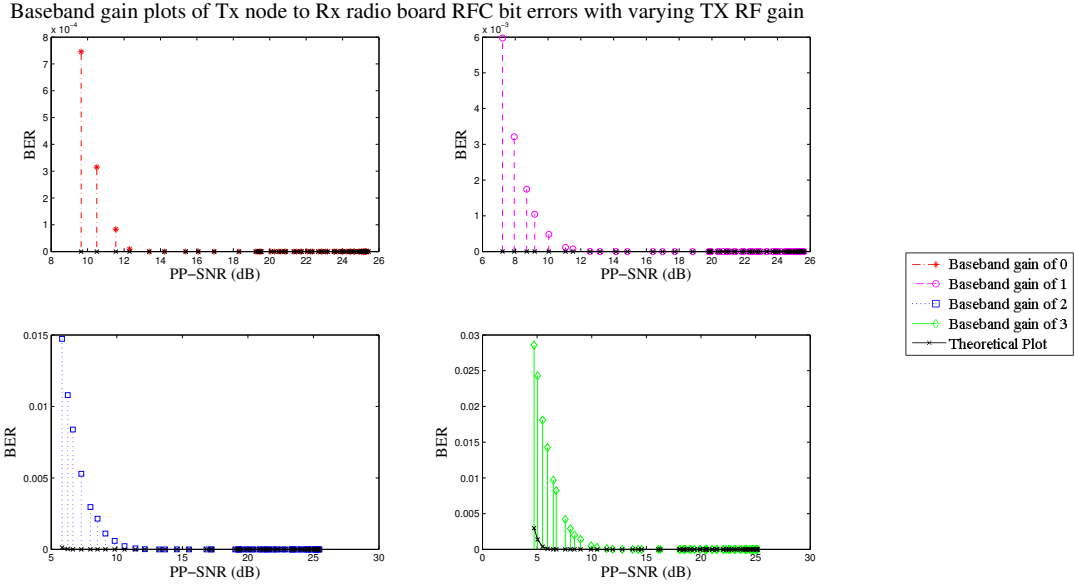 Baseband gain plots of Tx node to Rx radio board RFC bit errors with varying TX RF gain
x 10⁻⁴
8
7
6
5
4
3
2
1
0
BER
8 10 12 14 16 18 20 22 24 26
PP−SNR (dB)
x 10⁻³
6
5
4
3
2
1
0
BER
4 6 8 10 12 14 16 18 20 22 24 26
PP−SNR (dB)
0.015
0.01
0.005
0
BER
5 10 15 20 25 30
PP−SNR (dB)
0.03
0.025
0.02
0.015
0.01
0.005
0
BER
0 5 10 15 20 25 30
PP−SNR (dB)
Baseband gain of 0
Baseband gain of 1
Baseband gain of 2
Baseband gain of 3
Theoretical Plot